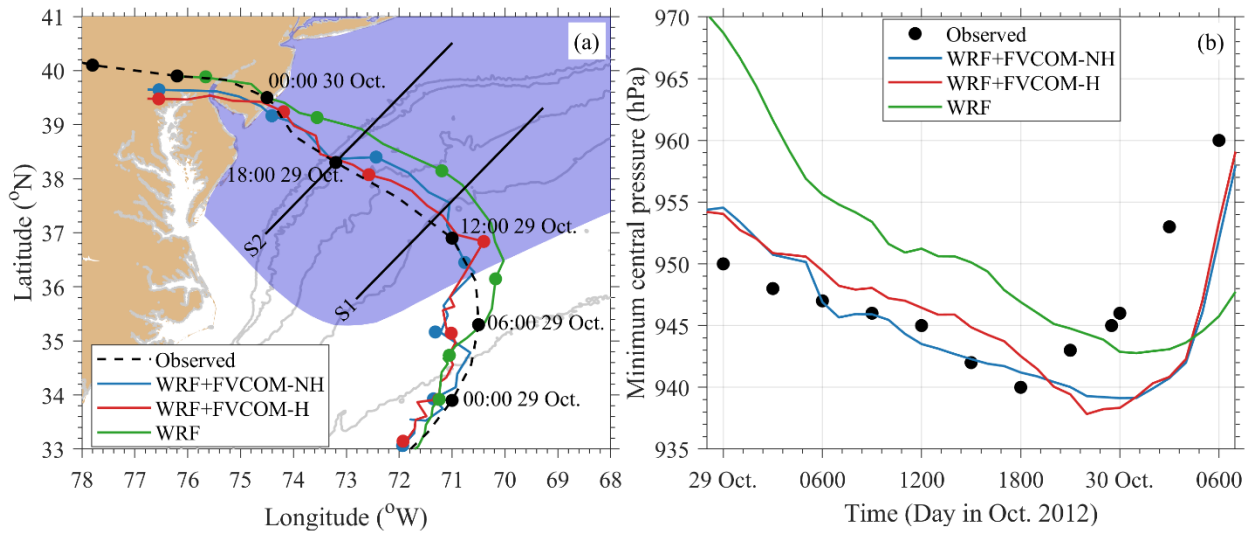 41
40
39
38
37
36
35
34
33
Latitude (°N)
(a)
00:00 30 Oct.
18:00 29 Oct.
12:00 29 Oct.
S2
S1
06:00 29 Oct.
00:00 29 Oct.
Observed
WRF+FVCOM-NH
WRF+FVCOM-H
WRF
78 77 76 75 74 73 72 71 70 69 68
Longitude (°W)
970
965
960
955
950
945
940
935
Minimum central pressure (hPa)
Observed
WRF+FVCOM-NH
WRF+FVCOM-H
WRF
(b)
29 Oct. 0600 1200 1800 30 Oct. 0600
Time (Day in Oct. 2012)